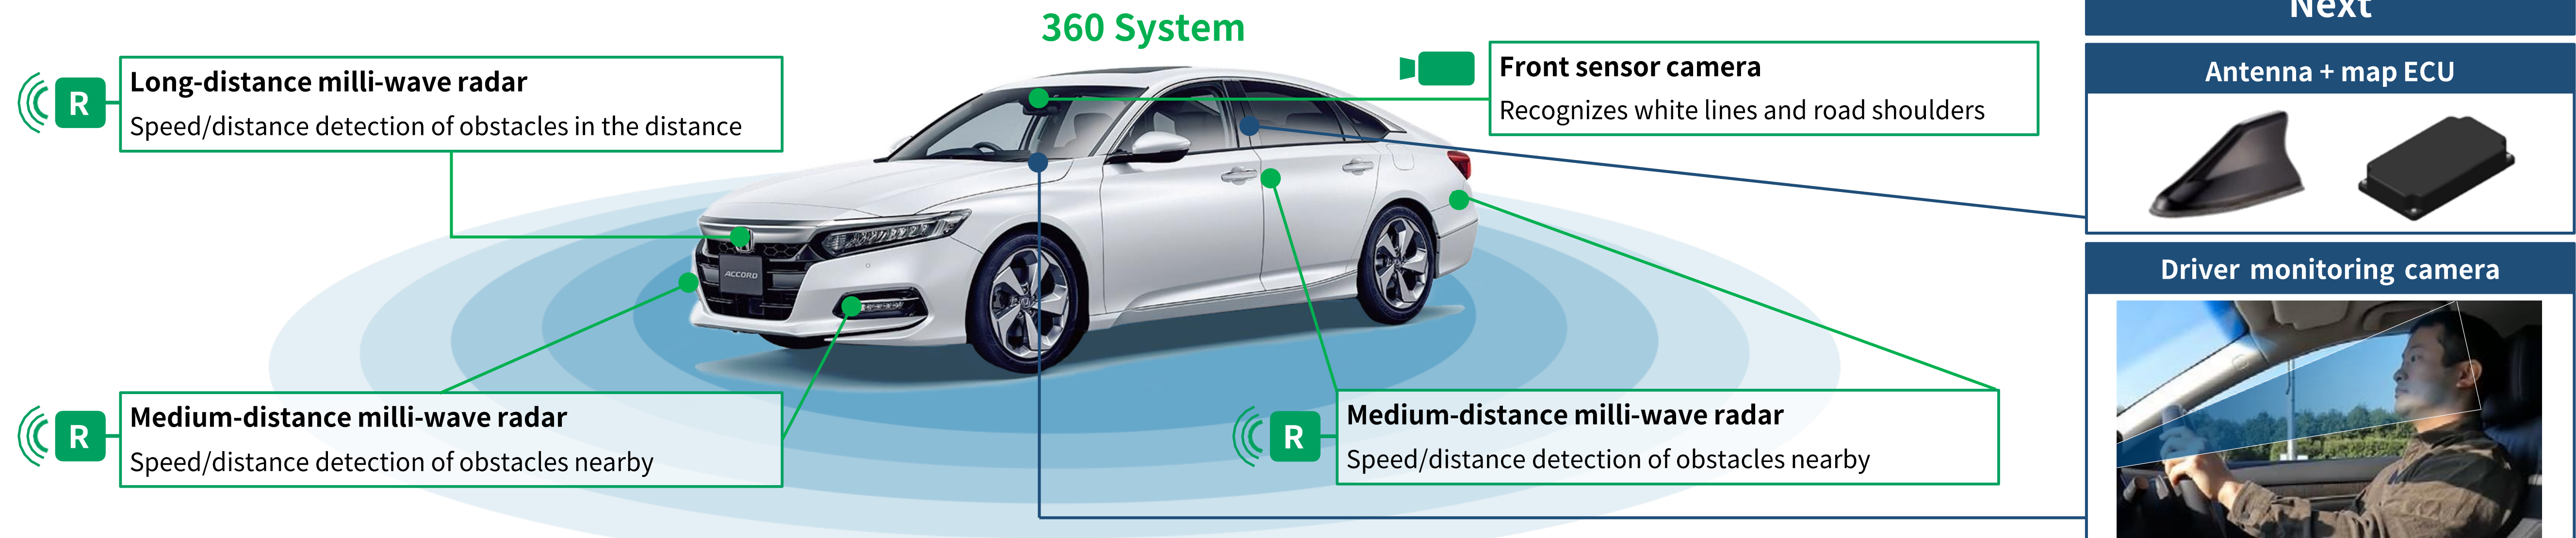 360 System
Next
Long-distance milli-wave radar
Speed/distance detection of obstacles in the distance
R
Front sensor camera
Recognizes white lines and road shoulders
Antenna + map ECU
ACCORD
Driver monitoring camera
R
Medium-distance milli-wave radar
Speed/distance detection of obstacles nearby
R
Medium-distance milli-wave radar
Speed/distance detection of obstacles nearby